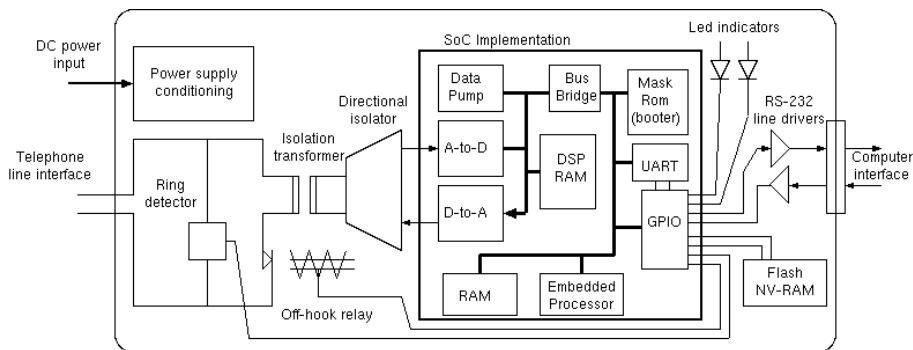 DC power
input
Power supply
conditioning
Telephone
line interface
Ring
detector
Isolation
transformer
Directional
isolator
Off-hook relay
SoC Implementation
Data
Pump
Bus
Bridge
Mask
Rom
(booter)
A-to-D
D-to-A
DSP
RAM
UART
GPIO
RAM
Embedded
Processor
Led indicators
RS-232
line drivers
Computer
interface
Flash
NV-RAM